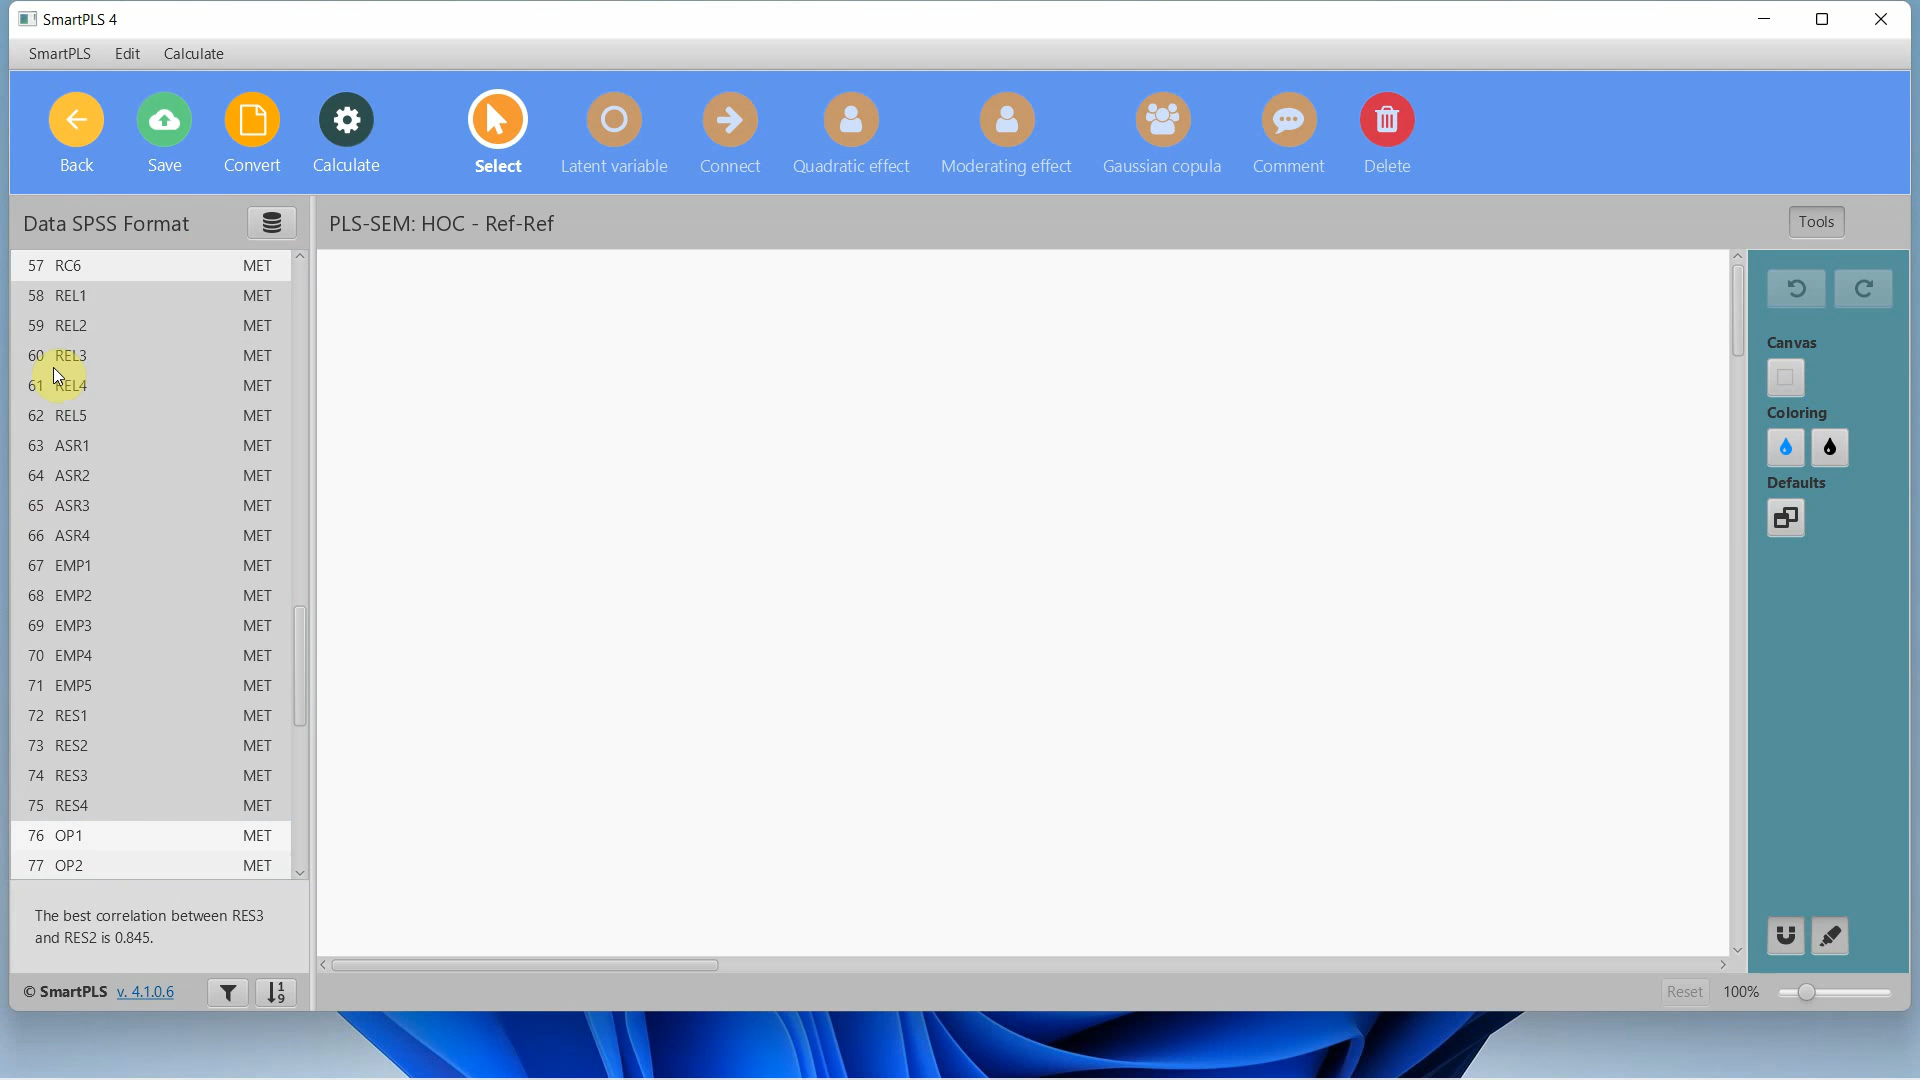 SmartPLS 4
SmartPLS Edit Calculate
Back Save Convert Calculate Select Latent variable Connect Quadratic effect Moderating effect Gaussian copula Comment Delete
Data SPSS Format
PLS-SEM: HOC - Ref-Ref
Tools
57 RC6 MET
58 REL1 MET
59 REL2 MET
60 REL3 MET
61 REL4 MET
62 REL5 MET
63 ASR1 MET
64 ASR2 MET
65 ASR3 MET
66 ASR4 MET
67 EMP1 MET
68 EMP2 MET
69 EMP3 MET
70 EMP4 MET
71 EMP5 MET
72 RES1 MET
73 RES2 MET
74 RES3 MET
75 RES4 MET
76 OP1 MET
77 OP2 MET
The best correlation between RES3
and RES2 is 0.845.
Canvas
Coloring
Defaults
© SmartPLS v. 4.1.0.6
1
9
Reset 100%